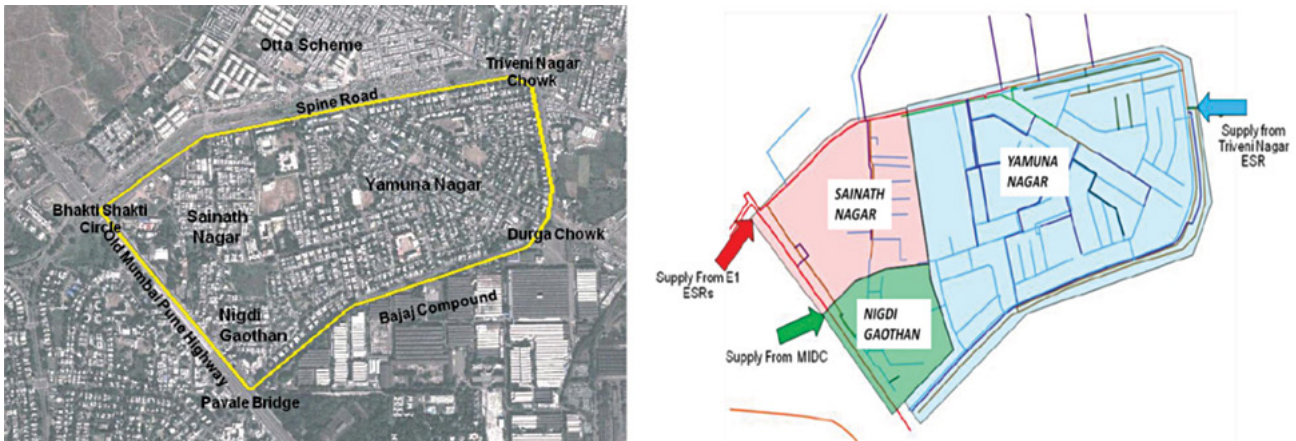 Otta Scheme
Triveni Nagar
Chowk
Spine Road
Yamuna Nagar
Bhakti Shakti
Circle
Sainath
Nagar
Durga Chowk
Old Mumbai Pune Highway
Nigdi
Gaothan
Bajaj Compound
Pavale Bridge
SAINATH
NAGAR
YAMUNA
NAGAR
Supply from
Triveni Nagar
ESR
Supply From E1
ESRs
NIGDI
GAOTHAN
Supply From MIDC